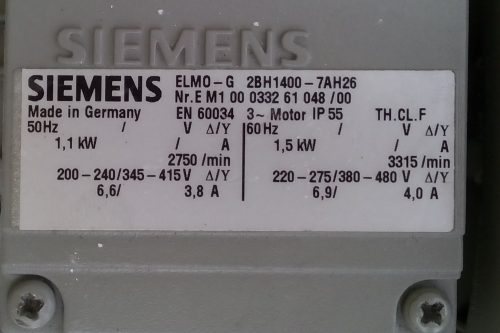 SIEMENS
SIEMENS ELMO-G 2BH1400-7AH26
Nr.E M1 00 0332 61 048 /00
Made in Germany EN 60034 3~ Motor IP 55 TH.CL.F
50Hz / V Δ/Y 60Hz / V Δ/Y
1,1 kW / A 1,5 kW / A
2750 /min 3315/min
200-240/345-415 V Δ/Y 220-275/380-480 V Δ/Y
6,6/ 3,8 A 6,9/ 4,0 A